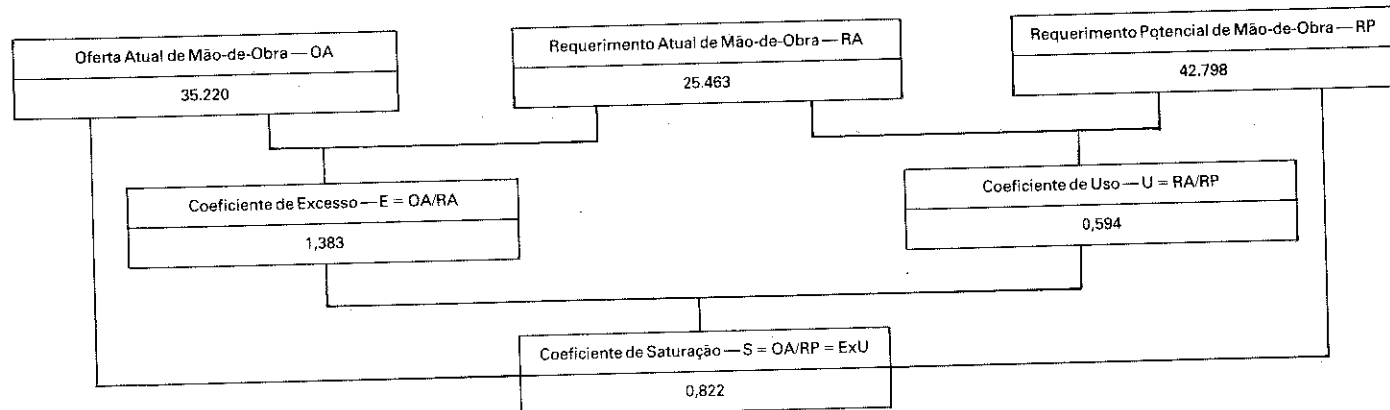 Oferta Atual de Mão-de-Obra — OA
35.220
Requerimento Atual de Mão-de-Obra — RA
25.463
Requerimento Potencial de Mão-de-Obra — RP
42.798
Coeficiente de Excesso — E = OA/RA
1,383
Coeficiente de Uso — U = RA/RP
0,594
Coeficiente de Saturação — S = OA/RP = ExU
0,822